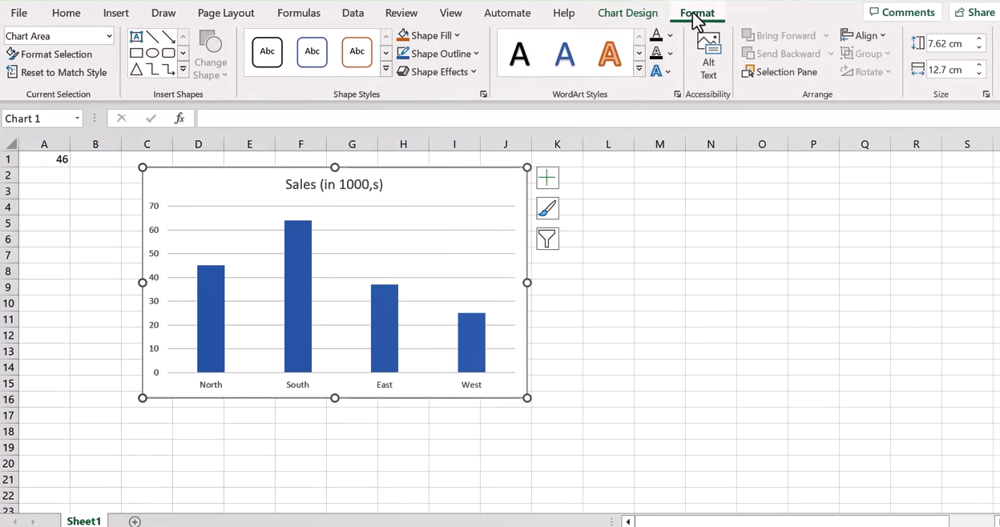 File Home Insert Draw Page Layout Formulas Data Review View Automate Help Chart Design Format Comments Share
Chart Area
Format Selection
Reset to Match Style
Current Selection
Change
Shape
Insert Shapes
Abc Abc Abc
Shape Fill
Shape Outline
Shape Effects
Shape Styles
A A A
A
A
A
WordArt Styles
Alt
Text
Accessibility
Bring Forward
Send Backward
Selection Pane
Align
Group
Rotate
Arrange
7.62 cm
12.7 cm
Size
Chart 1 fx
A B C D E F G H I J K L M N O P Q R S
1 46
2
3
4
5
6
7
8
9
10
11
12
13
14
15
16
17
18
19
20
21
22
23
Sales (in 1000,s)
70
60
50
40
30
20
10
0
North South East West
Sheet1